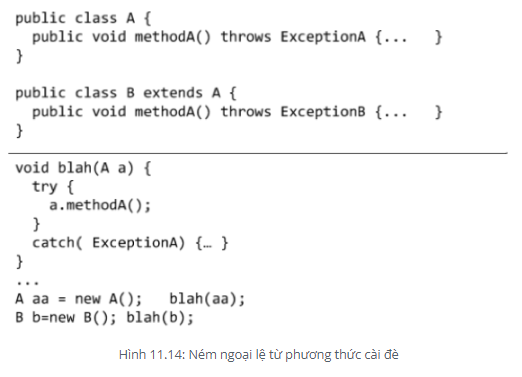 public class A {
  public void methodA() throws ExceptionA {...   }
}

public class B extends A {
  public void methodA() throws ExceptionB {...   }
}
void blah(A a) {
  try {
    a.methodA();
  }
  catch( ExceptionA) {… }
}
...
A aa = new A();   blah(aa);
B b=new B(); blah(b);
Hình 11.14: Ném ngoại lệ từ phương thức cài đè